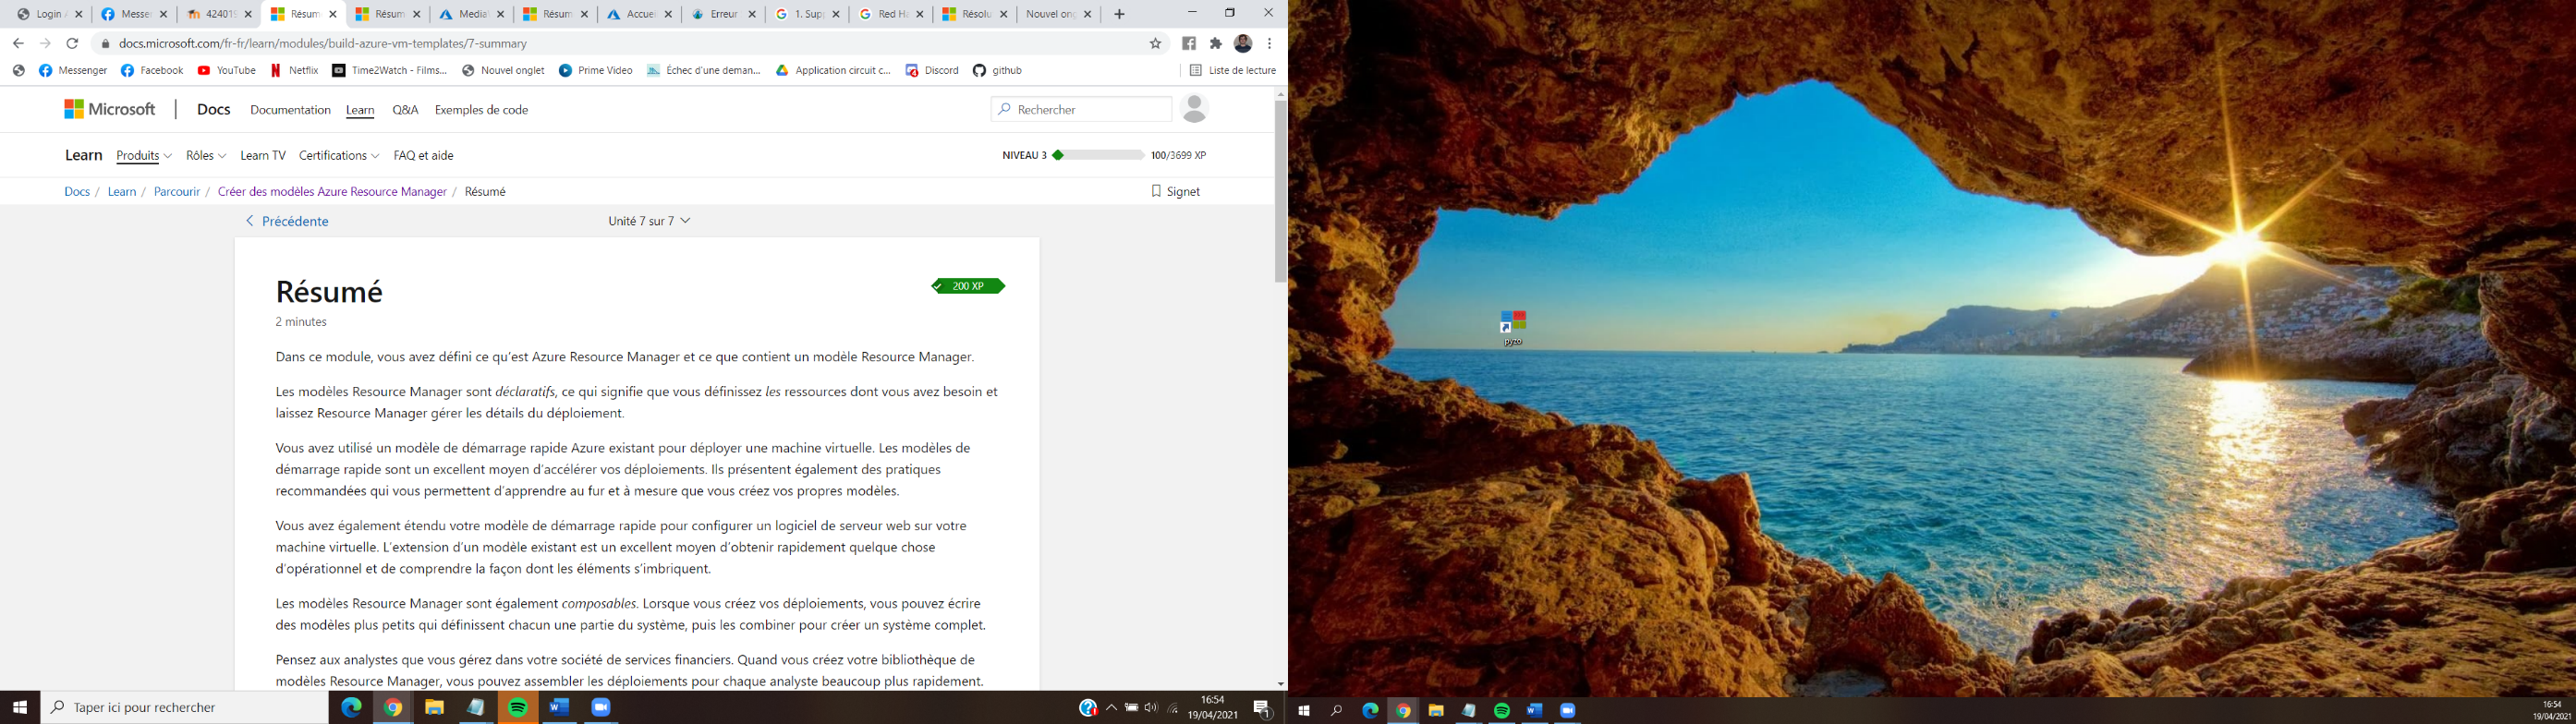 Login
Messe
424019
Résum
Résum
Media
Résum
Accuei
Erreur
1. Sup
Red Ha
Résolu
Nouvel ong
docs.microsoft.com/fr-fr/learn/modules/build-azure-vm-templates/7-summary
Messenger
Facebook
YouTube
Netflix
Time2Watch - Films...
Nouvel onglet
Prime Video
Échec d'une deman...
Application circuit c...
Discord
github
Liste de lecture
Microsoft
Docs
Documentation
Learn
Q&A
Exemples de code
Rechercher
Learn
Produits
Rôles
Learn TV
Certifications
FAQ et aide
NIVEAU 3
100/3699 XP
Docs / Learn / Parcourir / Créer des modèles Azure Resource Manager / Résumé
Signet
Précédente
Unité 7 sur 7
Résumé
200 XP
2 minutes
Dans ce module, vous avez défini ce qu'est Azure Resource Manager et ce que contient un modèle Resource Manager.
Les modèles Resource Manager sont déclaratifs, ce qui signifie que vous définissez les ressources dont vous avez besoin et
laissez Resource Manager gérer les détails du déploiement.
Vous avez utilisé un modèle de démarrage rapide Azure existant pour déployer une machine virtuelle. Les modèles de
démarrage rapide sont un excellent moyen d'accélérer vos déploiements. Ils présentent également des pratiques
recommandées qui vous permettent d'apprendre au fur et à mesure que vous créez vos propres modèles.
Vous avez également étendu votre modèle de démarrage rapide pour configurer un logiciel de serveur web sur votre
machine virtuelle. L'extension d'un modèle existant est un excellent moyen d'obtenir rapidement quelque chose
d'opérationnel et de comprendre la façon dont les éléments s'imbriquent.
Les modèles Resource Manager sont également composables. Lorsque vous créez vos déploiements, vous pouvez écrire
des modèles plus petits qui définissent chacun une partie du système, puis les combiner pour créer un système complet.
Pensez aux analystes que vous gérez dans votre société de services financiers. Quand vous créez votre bibliothèque de
modèles Resource Manager, vous pouvez assembler les déploiements pour chaque analyste beaucoup plus rapidement.
Taper ici pour rechercher
16:54
19/04/2021
1
pyzo
16:54
19/04/2021